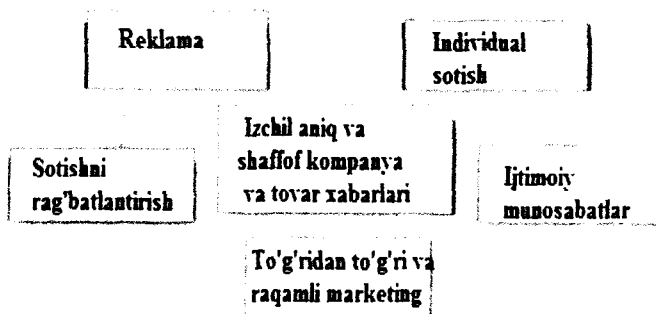 Reklama
Individual
sotish
Izchil aniq va
shaffof kompanya
va tovar xabarlari
Sotishni
rag'batlantirish
Ijtimoiy
munosabatlar
To'g'ridan to'g'ri va
raqamli marketing